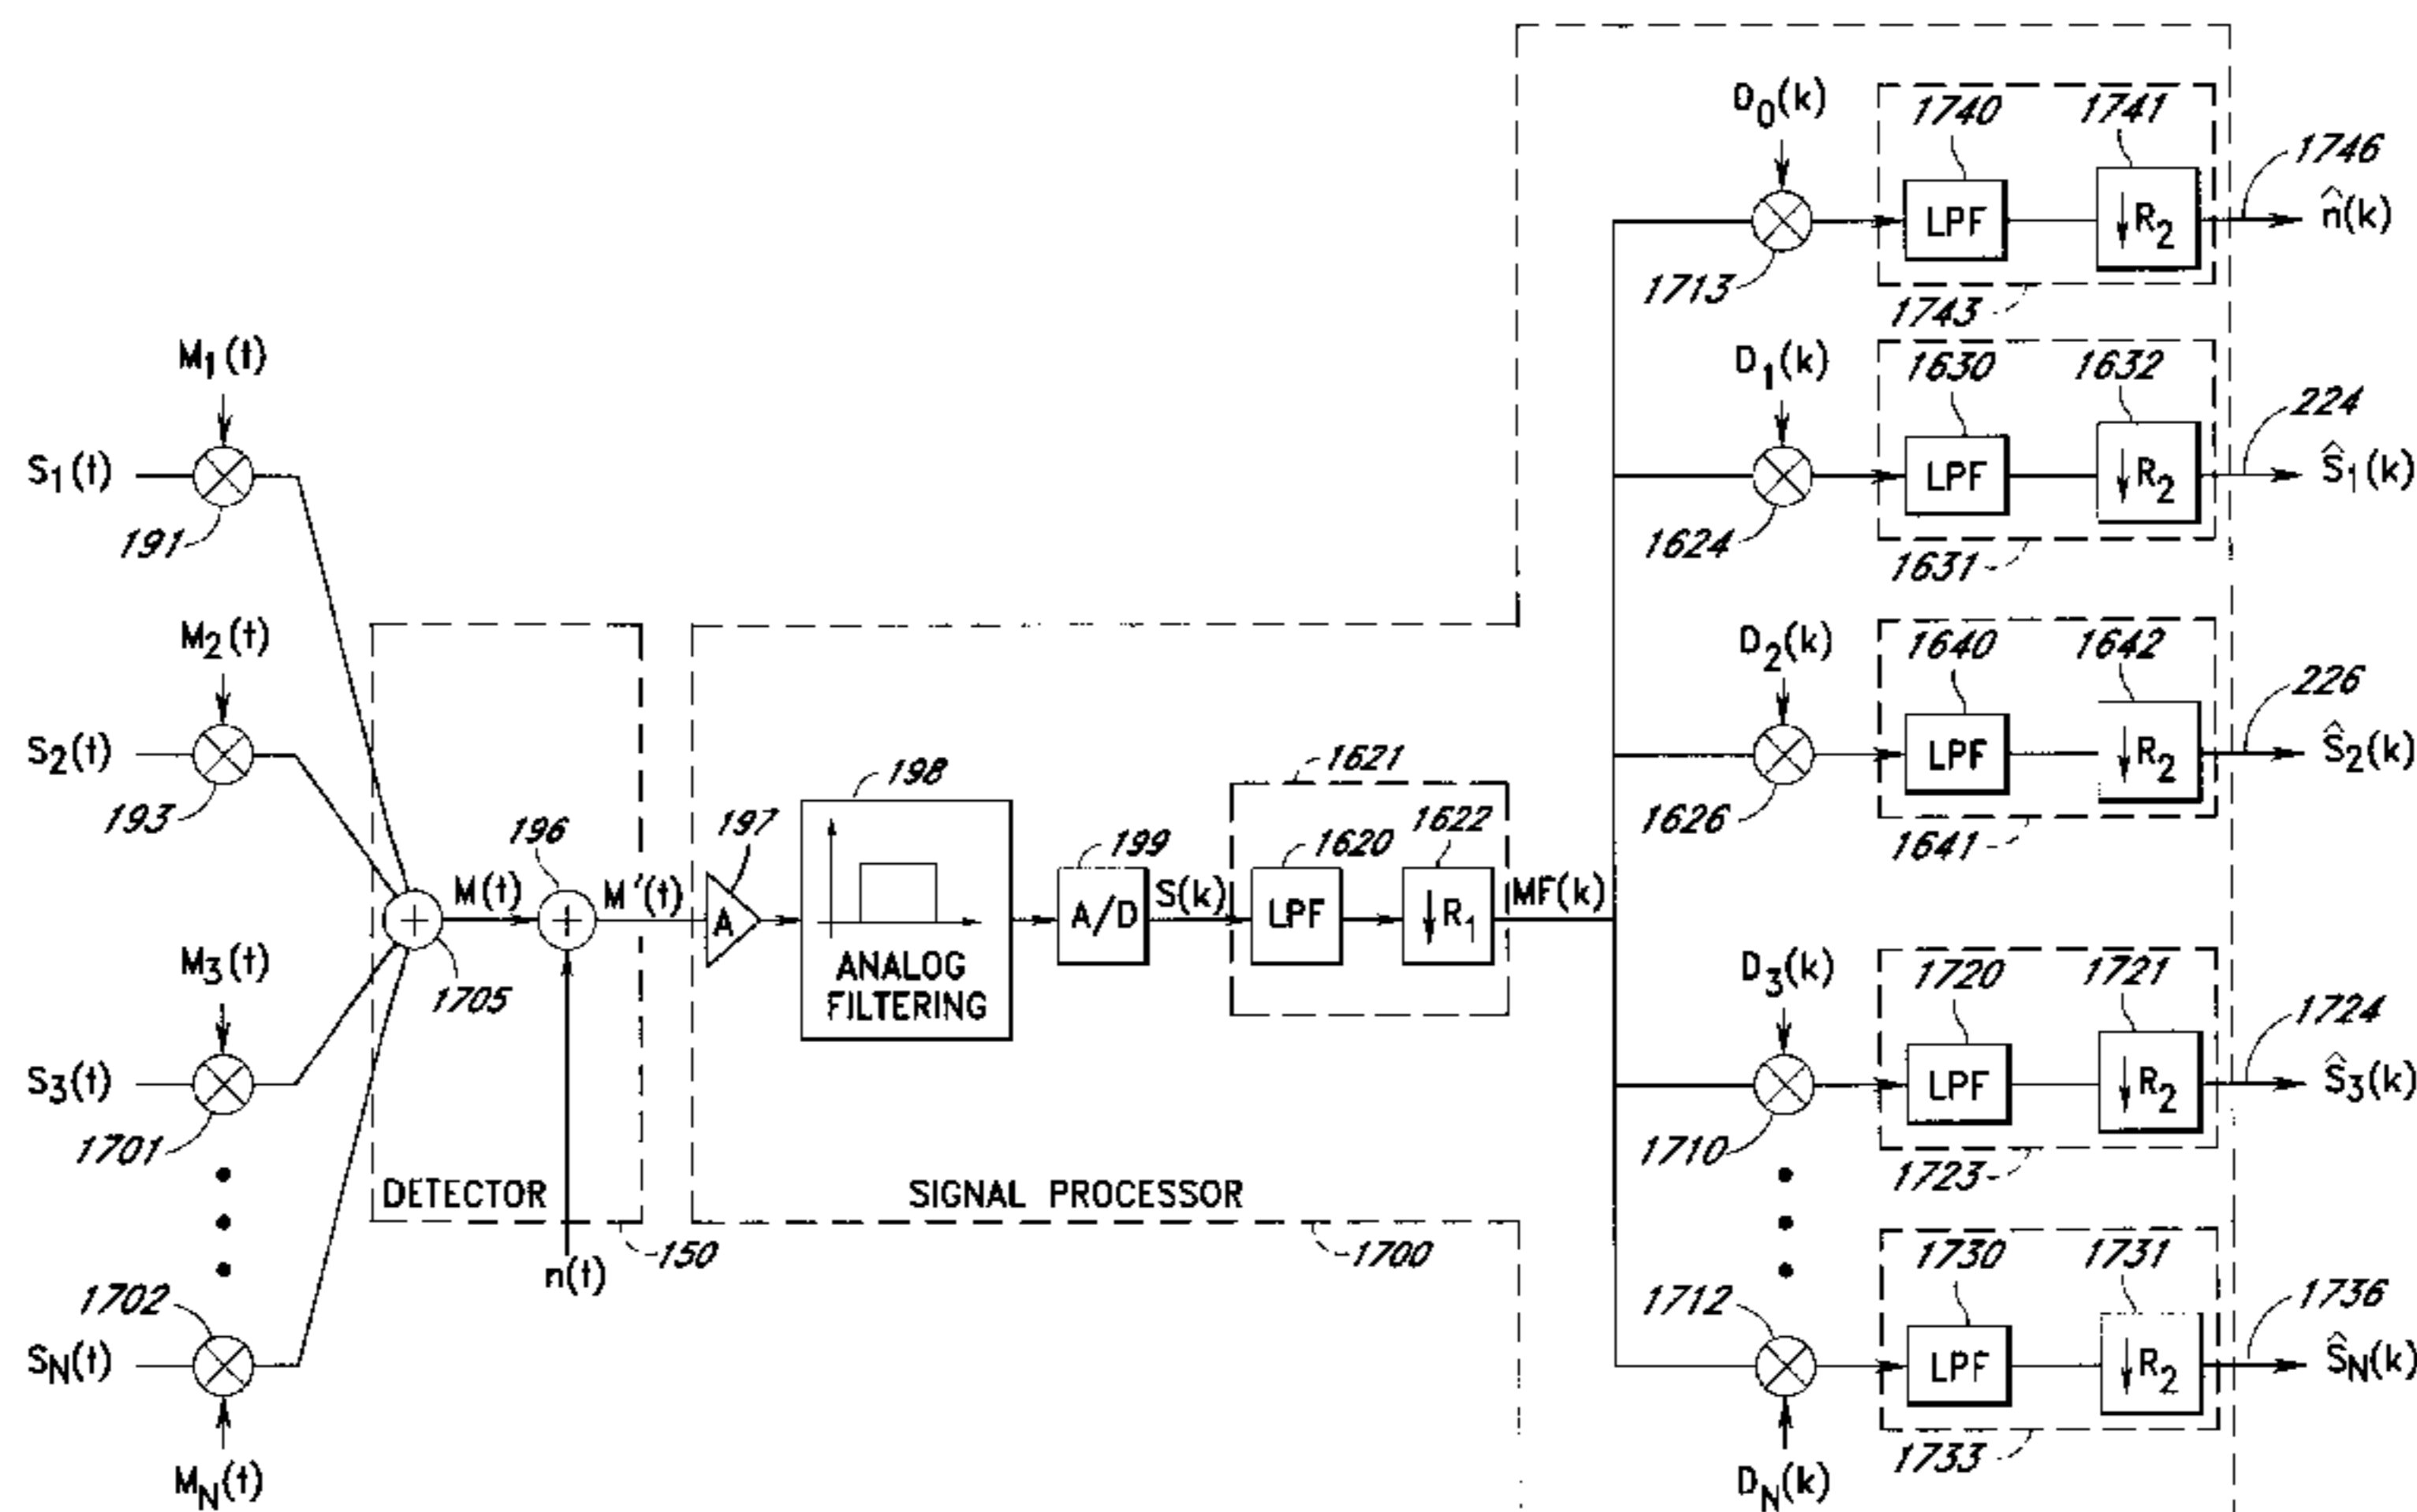 D0(k)
1740
1741
1746
LPF
↓R2
n̂(k)
1713
1743
M1(t)
D1(k)
1630
1632
224
S1(t)
LPF
↓R2
Ŝ1(k)
191
1624
1631
M2(t)
D2(k)
1640
1642
226
S2(t)
LPF
↓R2
Ŝ2(k)
193
1626
1641
198
1621
196
197
199
1620
1622
M(t)
M'(t)
A
A/D
S(k)
LPF
↓R1
MF(k)
ANALOG
FILTERING
1705
M3(t)
D3(k)
1720
1721
1724
S3(t)
LPF
↓R2
Ŝ3(k)
1701
1710
1723
DETECTOR
SIGNAL PROCESSOR
n(t)
150
1700
1702
1712
1730
1731
1736
SN(t)
LPF
↓R2
ŜN(k)
1733
MN(t)
DN(k)